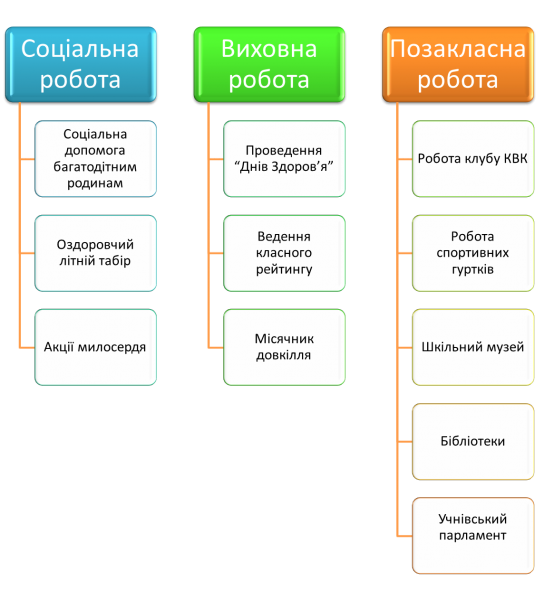 Соціальна
робота
Соціальна
допомога
багатодітним
родинам
Оздоровчий
літній табір
Акції милосердя
Виховна
робота
Проведення
“Днів Здоров’я”
Ведення
класного
рейтингу
Місячник
довкілля
Позакласна
робота
Робота клубу КВК
Робота
спортивних
гуртків
Шкільний музей
Бібліотеки
Учнівський
парламент